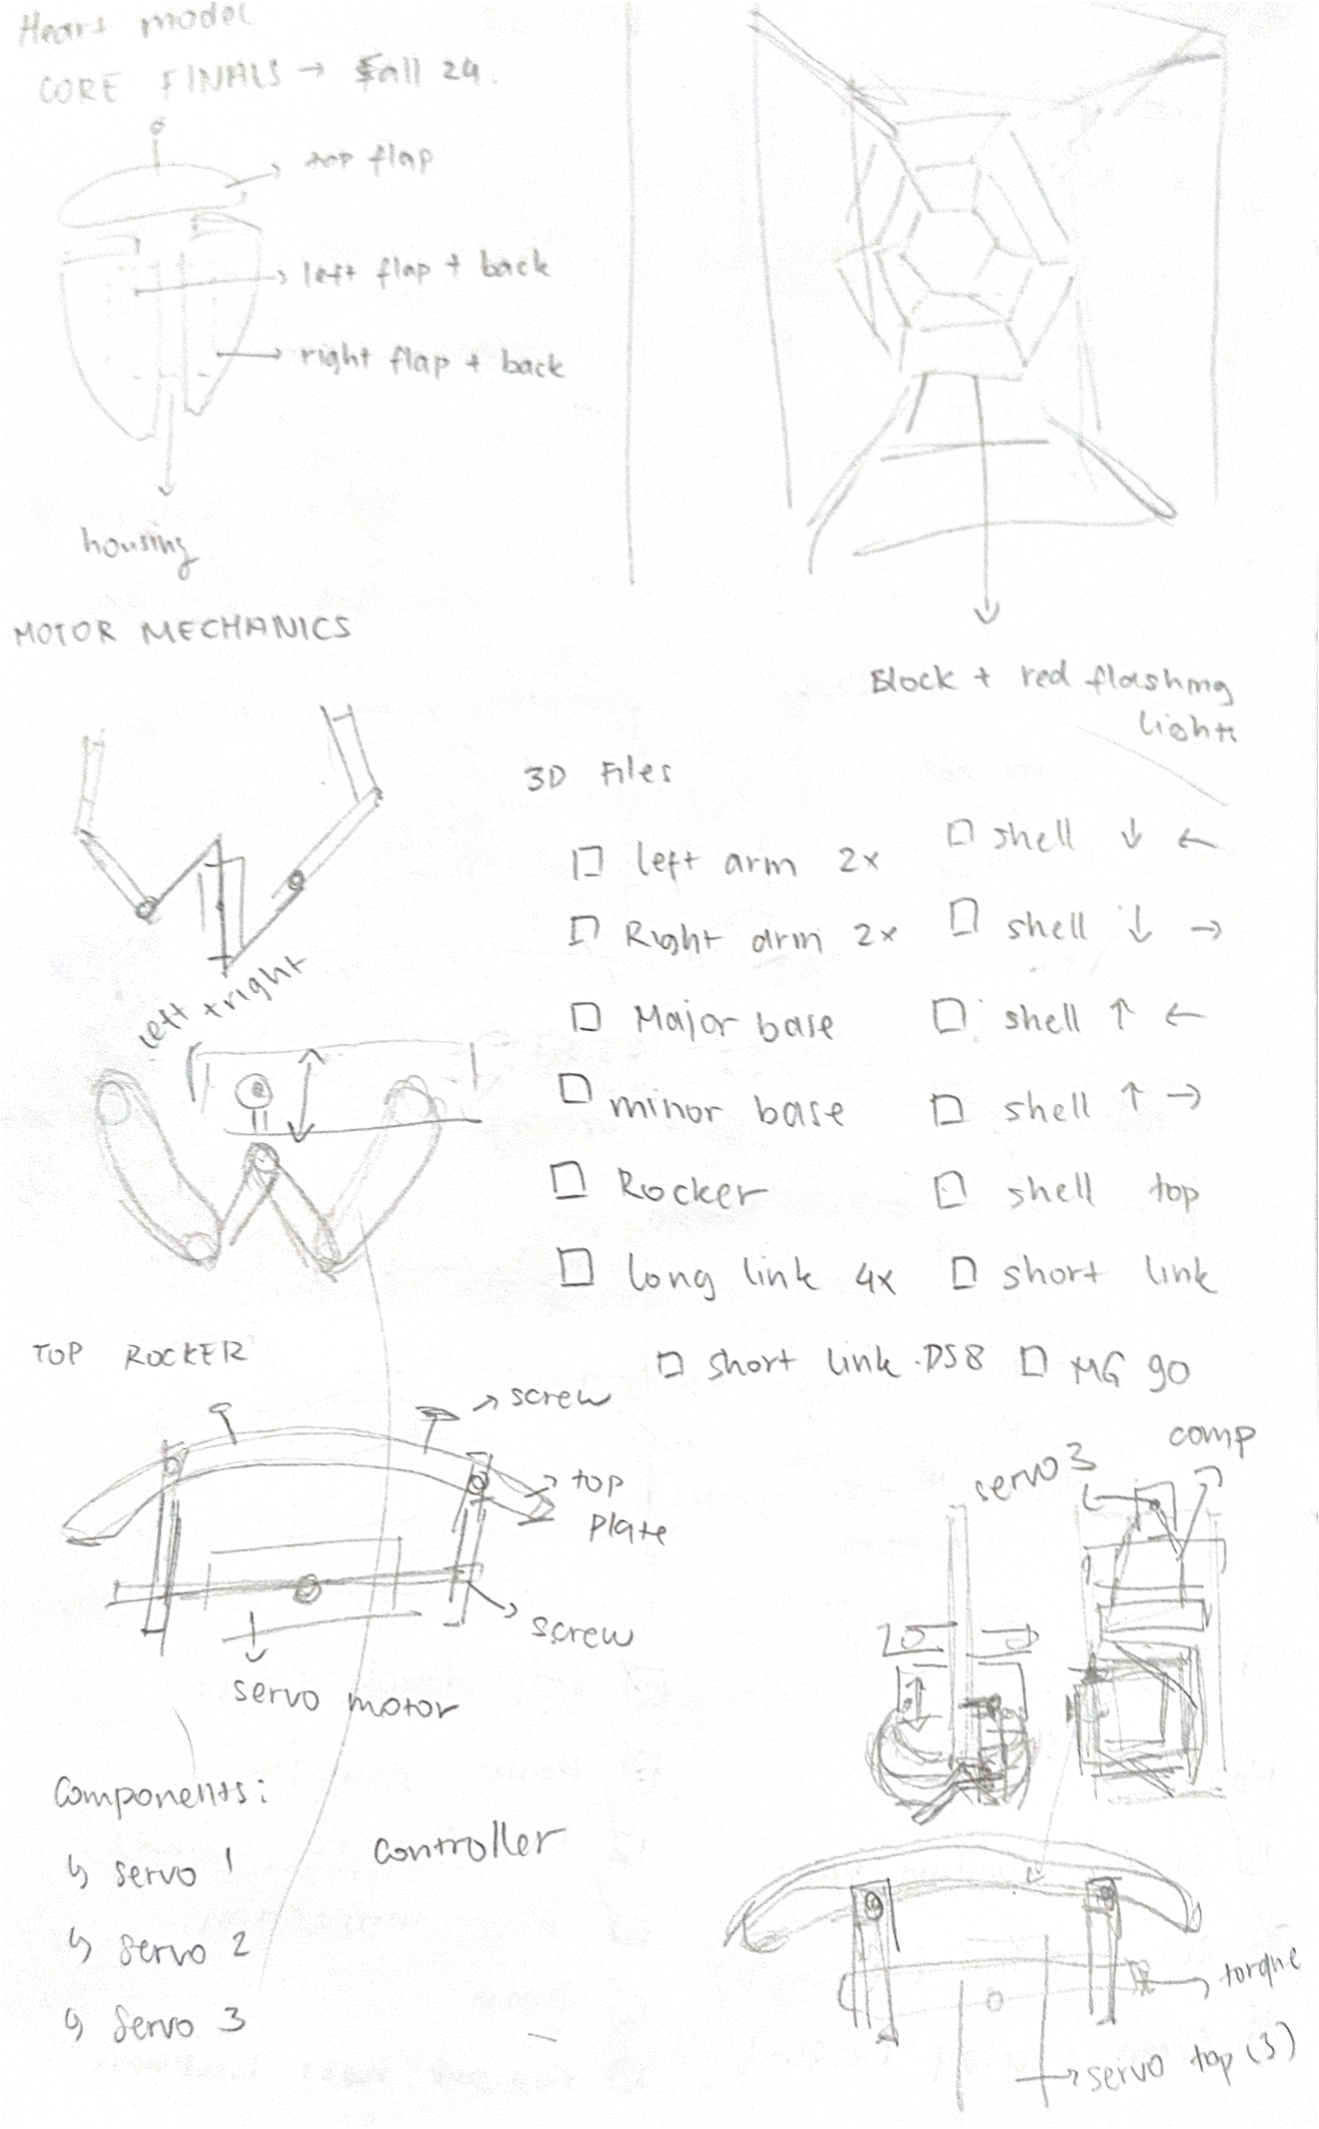 Heart model
CORE FINALS → Fall 24.
top flap
left flap + back
right flap + back
housing
Block + red flashing
lights
MOTOR MECHANICS
left + right
3D Files
□ left arm 2x
□ Right arm 2x
□ Major base
□ minor base
□ Rocker
□ long link 4x
□ shell ↓ ←
□ shell ↓ →
□ shell ↑ ←
□ shell ↑ →
□ shell top
□ short link
□ short link .DS8 □ MG 90
TOP ROCKER
screw
top
plate
screw
servo motor
servo 3
comp
Components:
↳ servo 1
↳ servo 2
↳ servo 3
controller
torque
servo top (3)